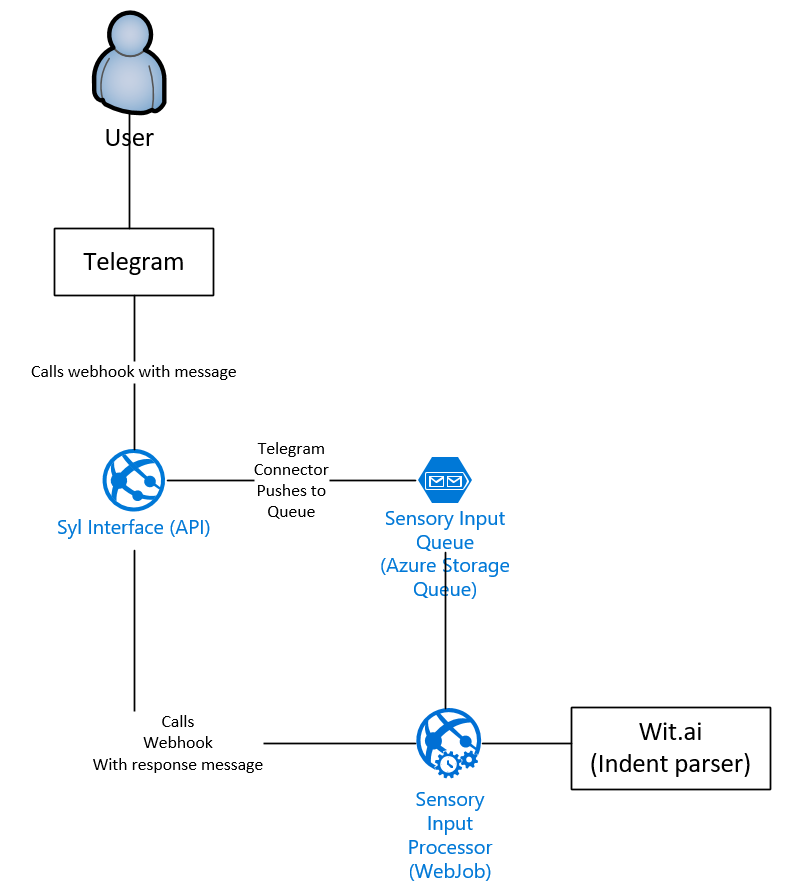 User
Telegram
Calls webhook with message
Telegram
Connector
Pushes to
Queue
Syl Interface (API)
Sensory Input
Queue
(Azure Storage
Queue)
Calls
Webhook
With response message
Wit.ai
(Indent parser)
Sensory
Input
Processor
(WebJob)